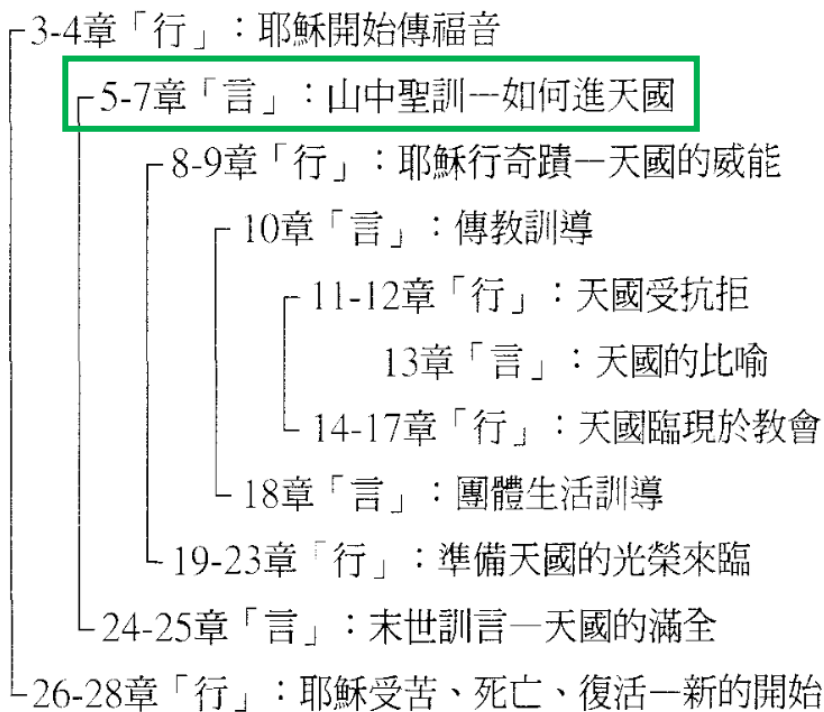 3-4章「行」：耶穌開始傳福音
5-7章「言」：山中聖訓—如何進天國
8-9章「行」：耶穌行奇蹟—天國的威能
10章「言」：傳教訓導
11-12章「行」：天國受抗拒
13章「言」：天國的比喻
14-17章「行」：天國臨現於教會
18章「言」：團體生活訓導
19-23章「行」：準備天國的光榮來臨
24-25章「言」：末世訓言—天國的滿全
26-28章「行」：耶穌受苦、死亡、復活—新的開始